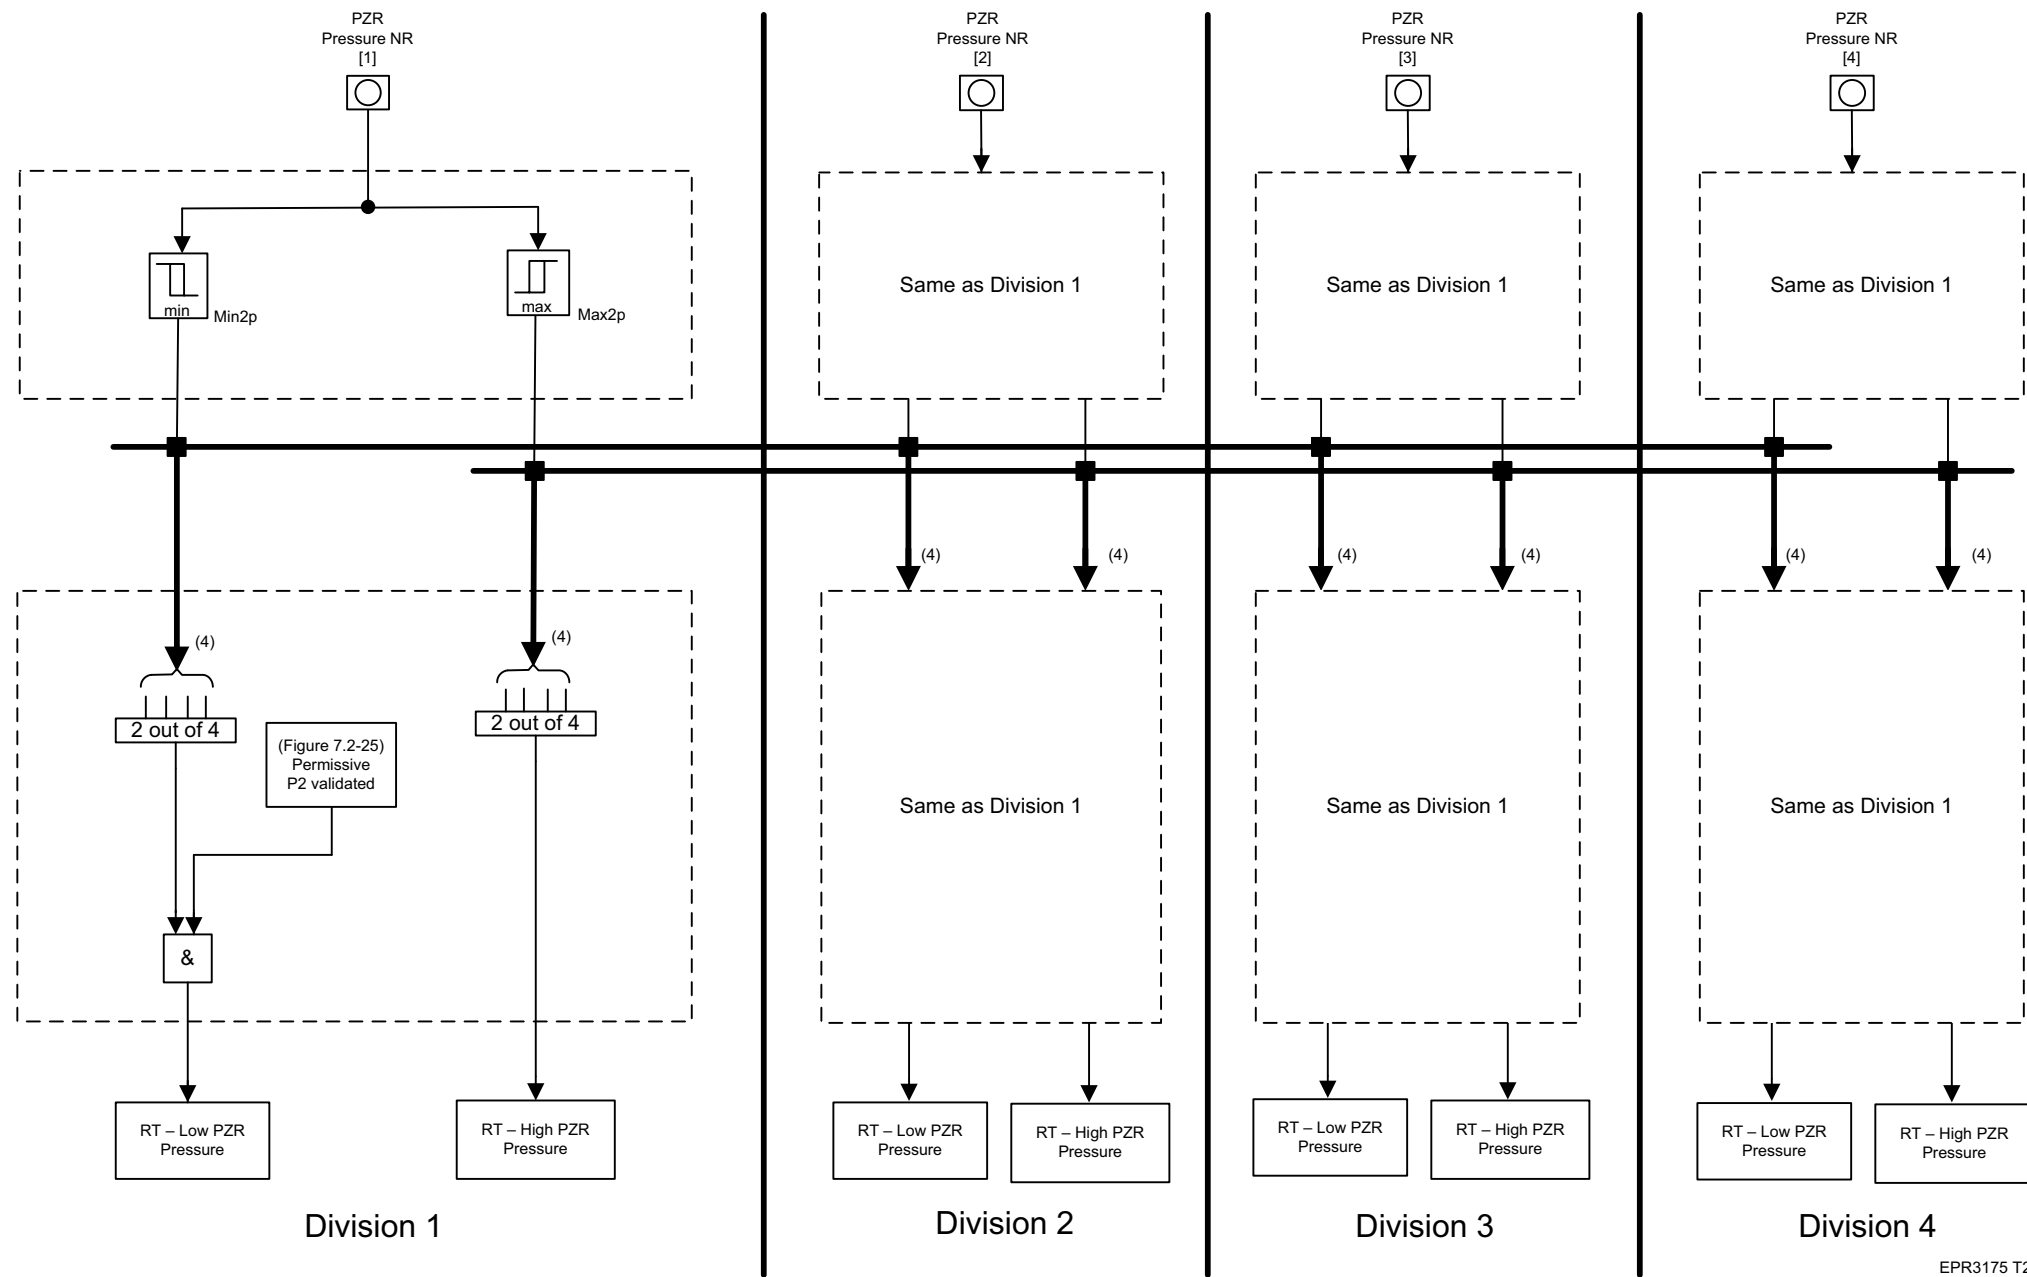 PZR
Pressure NR
[1]
PZR
Pressure NR
[2]
PZR
Pressure NR
[3]
PZR
Pressure NR
[4]
min
Min2p
max
Max2p
Same as Division 1
Same as Division 1
Same as Division 1
(4)
(4)
(4)
(4)
(4)
(4)
(4)
(4)
2 out of 4
2 out of 4
(Figure 7.2-25)
Permissive
P2 validated
&
Same as Division 1
Same as Division 1
Same as Division 1
RT – Low PZR
Pressure
RT – High PZR
Pressure
RT – Low PZR
Pressure
RT – High PZR
Pressure
RT – Low PZR
Pressure
RT – High PZR
Pressure
RT – Low PZR
Pressure
RT – High PZR
Pressure
Division 1
Division 2
Division 3
Division 4
EPR3175 T2